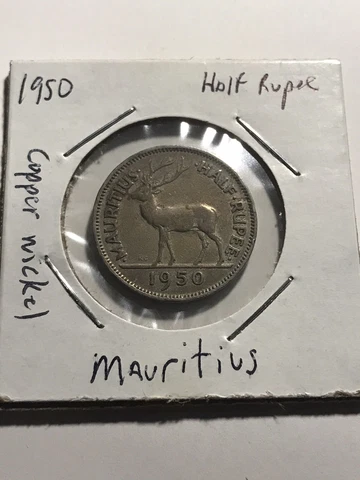 1950
Half Rupee
Copper nickel
MAURITIUS HALF·RUPEE
1950
Mauritius